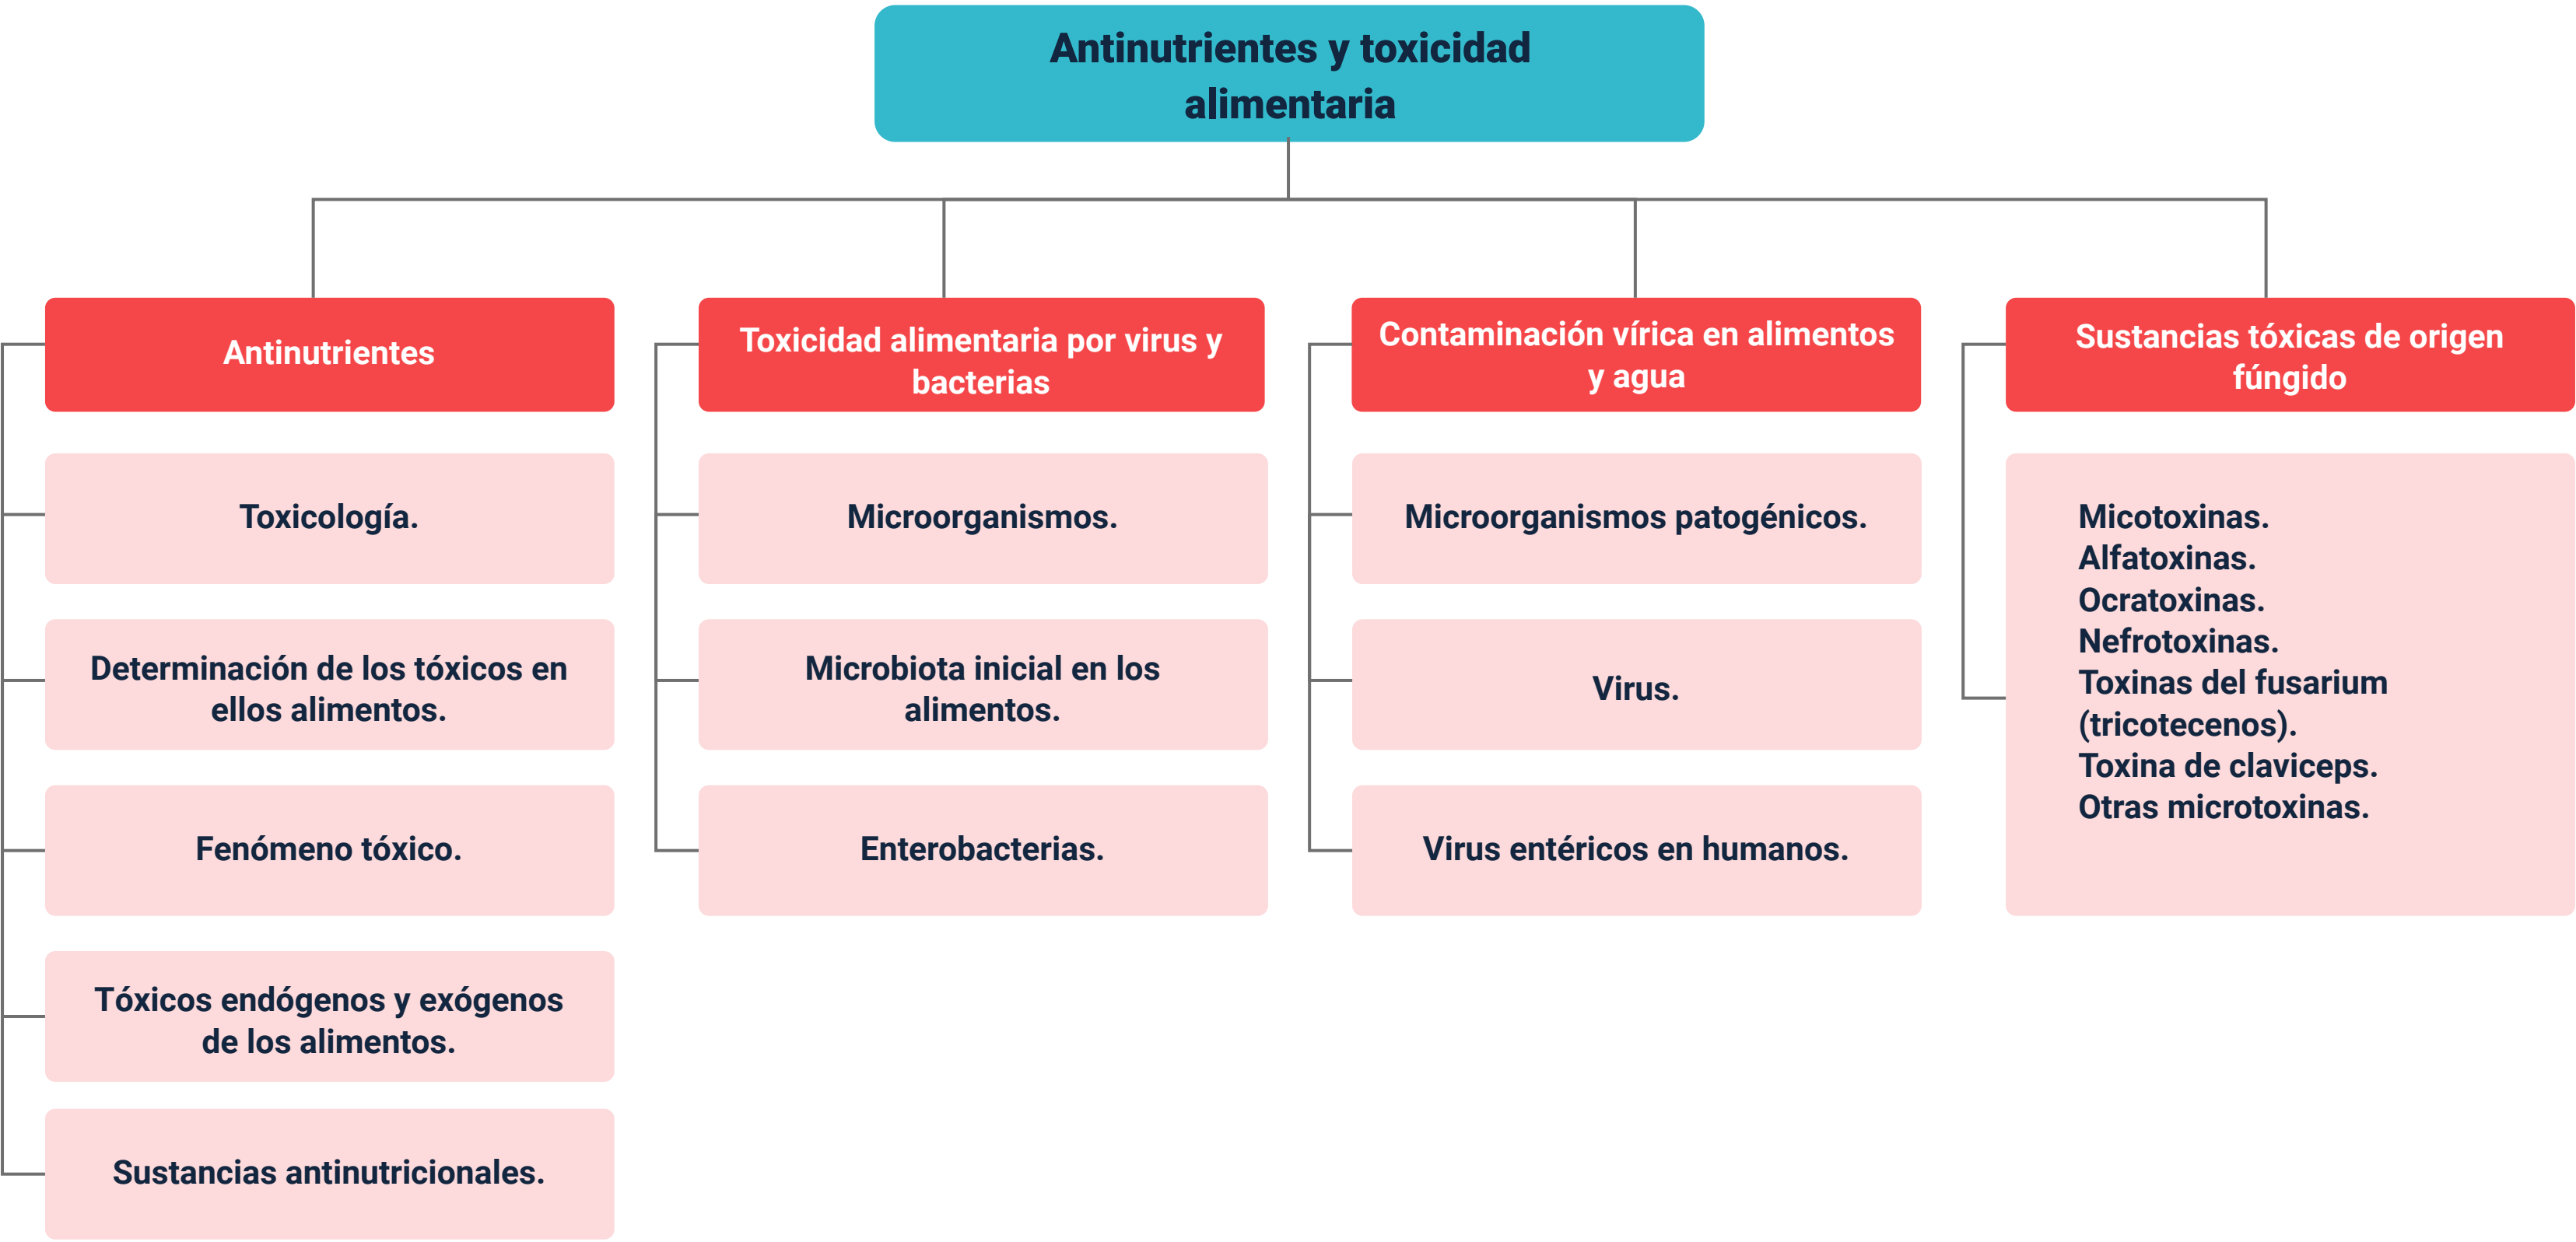 Antinutrientes y toxicidad
alimentaria
Antinutrientes
Toxicología.
Determinación de los tóxicos en
ellos alimentos.
Fenómeno tóxico.
Tóxicos endógenos y exógenos
de los alimentos.
Sustancias antinutricionales.
Toxicidad alimentaria por virus y
bacterias
Microorganismos.
Microbiota inicial en los
alimentos.
Enterobacterias.
Contaminación vírica en alimentos
y agua
Microorganismos patogénicos.
Virus.
Virus entéricos en humanos.
Sustancias tóxicas de origen
fúngido
Micotoxinas.
Alfatoxinas.
Ocratoxinas.
Nefrotoxinas.
Toxinas del fusarium
(tricotecenos).
Toxina de claviceps.
Otras microtoxinas.